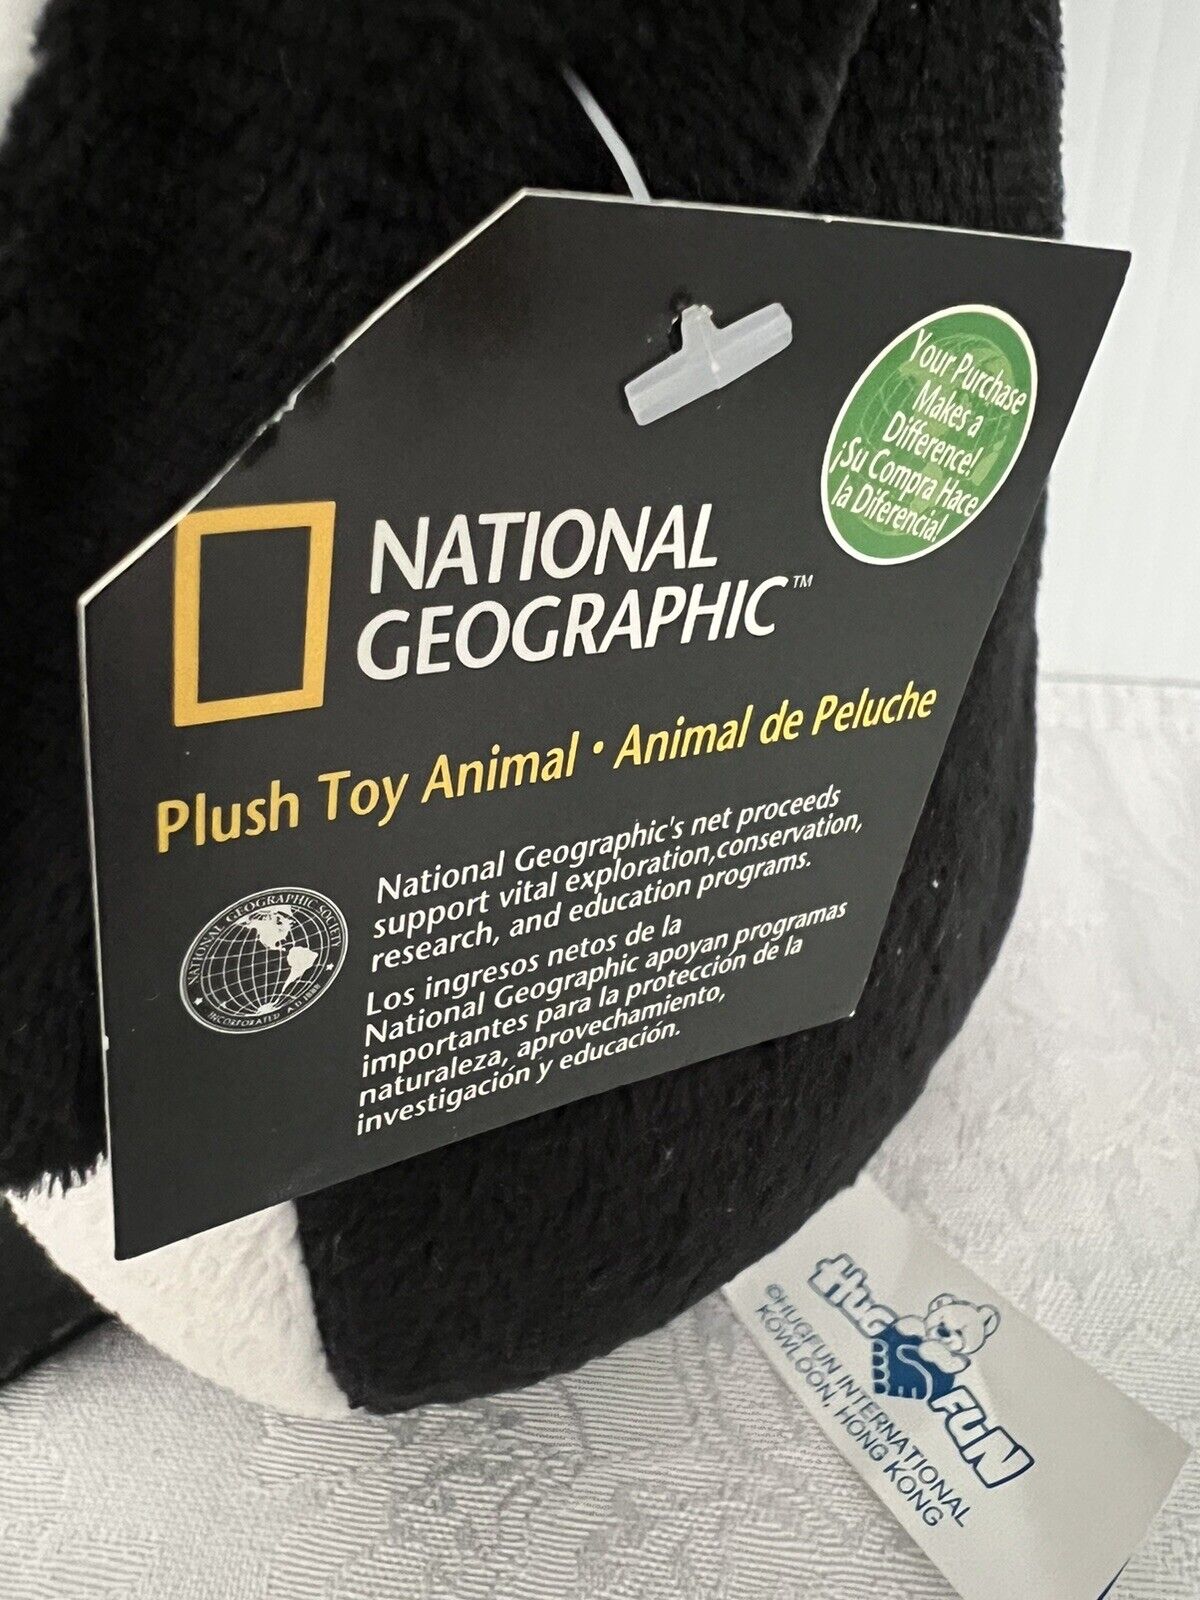 Your Purchase
Makes a
Difference!
¡Su Compra Hace
la Diferencia!
NATIONAL
GEOGRAPHIC™
Plush Toy Animal • Animal de Peluche
National Geographic's net proceeds
support vital exploration,conservation,
research, and education programs.
Los ingresos netos de la
National Geographic apoyan programas
importantes para la protección de la
naturaleza, aprovechamiento,
investigación y educación.
NATIONAL GEOGRAPHIC SOCIETY
INCORPORATED A.D.1888
HUG
FUN
©HUGFUN INTERNATIONAL
KOWLOON, HONG KONG